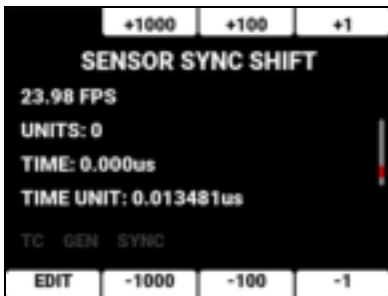 +1000 +100 +1
SENSOR SYNC SHIFT
23.98 FPS
UNITS: 0
TIME: 0.000us
TIME UNIT: 0.013481us
TC GEN SYNC
EDIT -1000 -100 -1